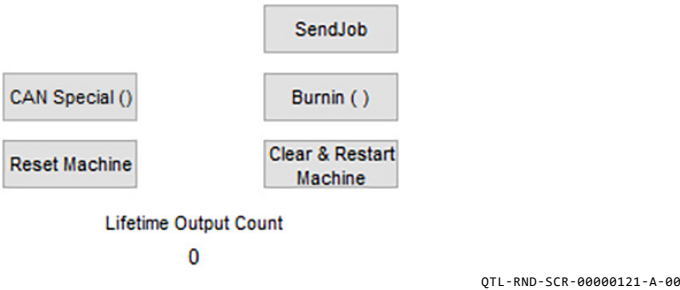 SendJob
CAN Special ()
Burnin ( )
Reset Machine
Clear & Restart
Machine
Lifetime Output Count
0
QTL-RND-SCR-00000121-A-00